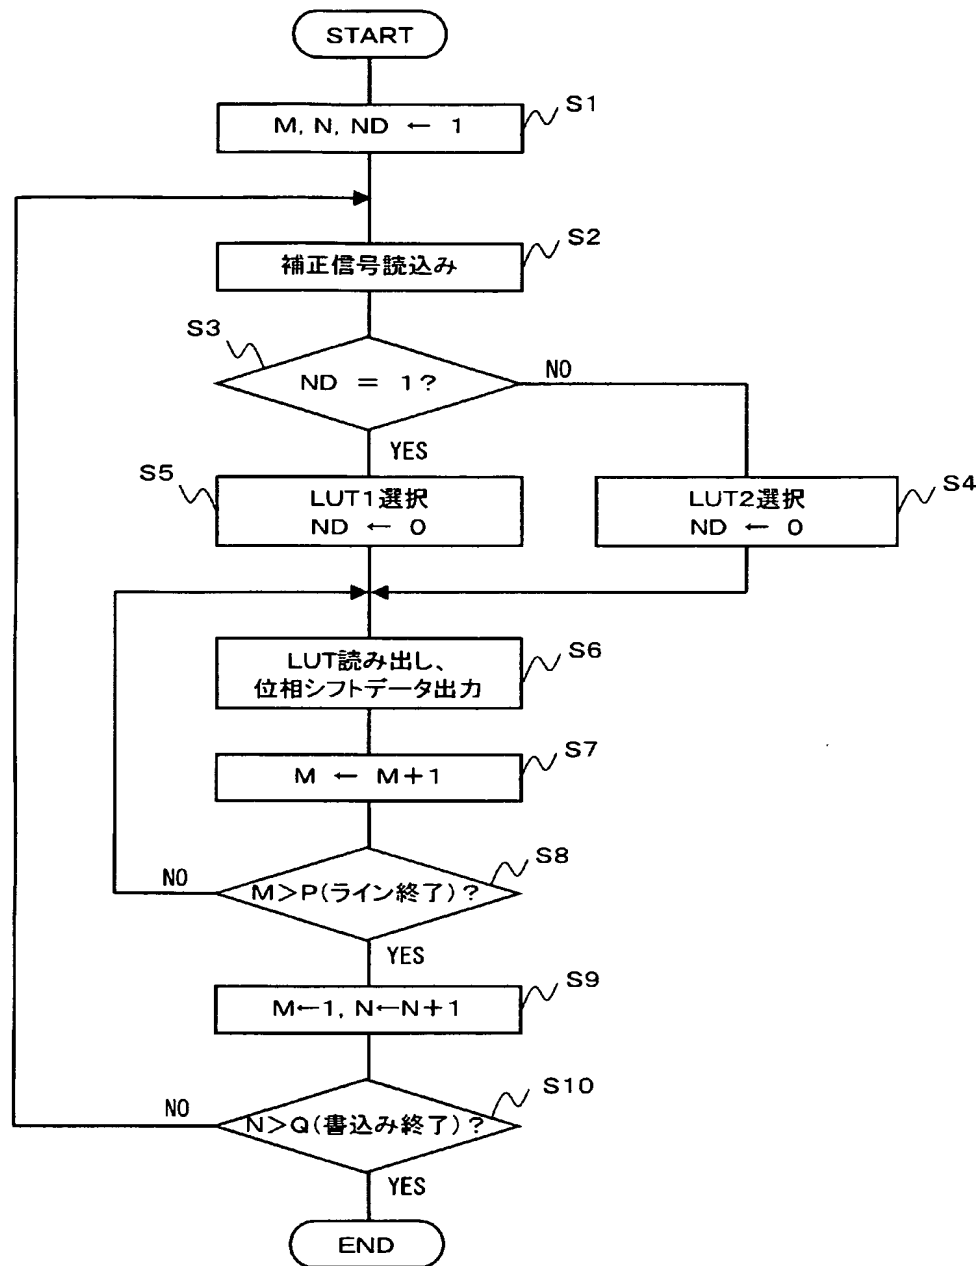 START
S1
M, N, ND ← 1
S2
補正信号読込み
S3
ND = 1?
NO
YES
S5
LUT1選択
ND ← 0
S4
LUT2選択
ND ← 0
S6
LUT読み出し、
位相シフトデータ出力
S7
M ← M+1
S8
M>P(ライン終了)?
NO
YES
S9
M←1, N←N+1
S10
N>Q(書込み終了)?
NO
YES
END